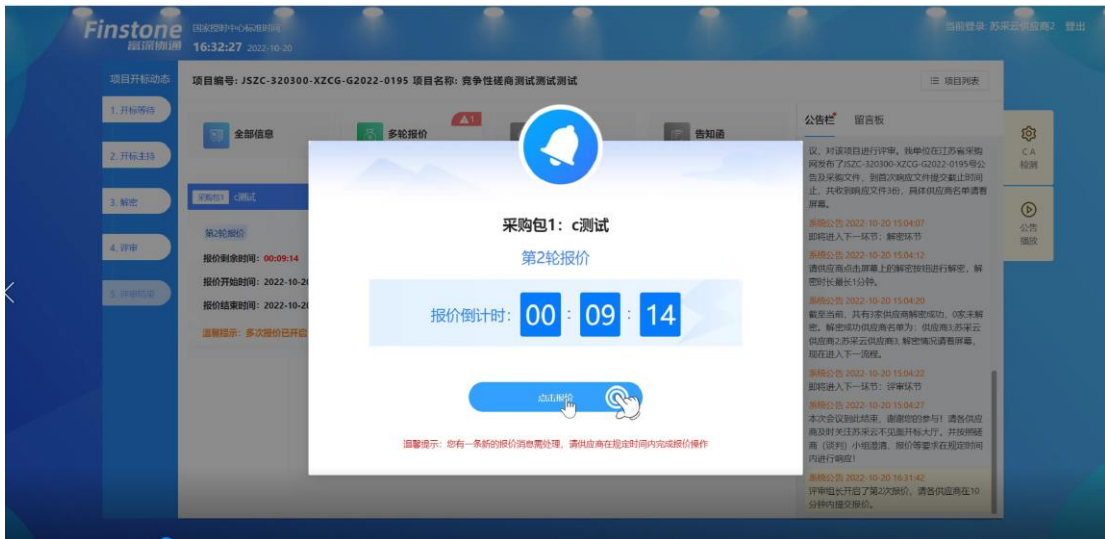 Finstone
富深协通
国家授时中心标准时间
16:32:27 2022-10-20
当前登录: 苏采云供应商2 登出
项目开标动态
1. 开标等待
2. 开标主持
3. 解密
4. 评审
5. 评审结束
项目编号: JSZC-320300-XZCG-G2022-0195 项目名称: 竞争性磋商测试测试测试
项目列表
全部信息
多轮报价
1
告知函
采购包1 c测试
第2轮报价
报价剩余时间: 00:09:14
报价开始时间: 2022-10-20
报价结束时间: 2022-10-20
温馨提示: 多次报价已开启
采购包1: c测试
第2轮报价
报价倒计时: 00 : 09 : 14
点击报价
温馨提示: 您有一条新的报价消息需处理, 请供应商在规定时间内完成报价操作
公告栏 留言板
议, 对该项目进行评审。我单位在江苏省采购
网发布了JSZC-320300-XZCG-G2022-0195号公
告及采购文件, 到首次响应文件提交截止时间
止, 共收到响应文件3份, 具体供应商名单请看
屏幕。
系统公告 2022-10-20 15:04:07
即将进入下一环节: 解密环节
系统公告 2022-10-20 15:04:12
请供应商点击屏幕上的解密按钮进行解密, 解
密时长最长1分钟。
系统公告 2022-10-20 15:04:20
截至当前, 共有3家供应商解密成功, 0家未解
密。解密成功供应商名单为: 供应商3,苏采云
供应商2,苏采云供应商3, 解密情况请看屏幕,
现在进入下一流程。
系统公告 2022-10-20 15:04:22
即将进入下一环节: 评审环节
系统公告 2022-10-20 15:04:27
本次会议到此结束, 谢谢您的参与! 请各供应
商及时关注苏采云不见面开标大厅, 并按照磋
商 (谈判) 小组澄清、报价等要求在规定时间
内进行响应!
系统公告 2022-10-20 16:31:42
评审组长开启了第2次报价, 请各供应商在10
分钟内提交报价。
CA
检测
公告
播放